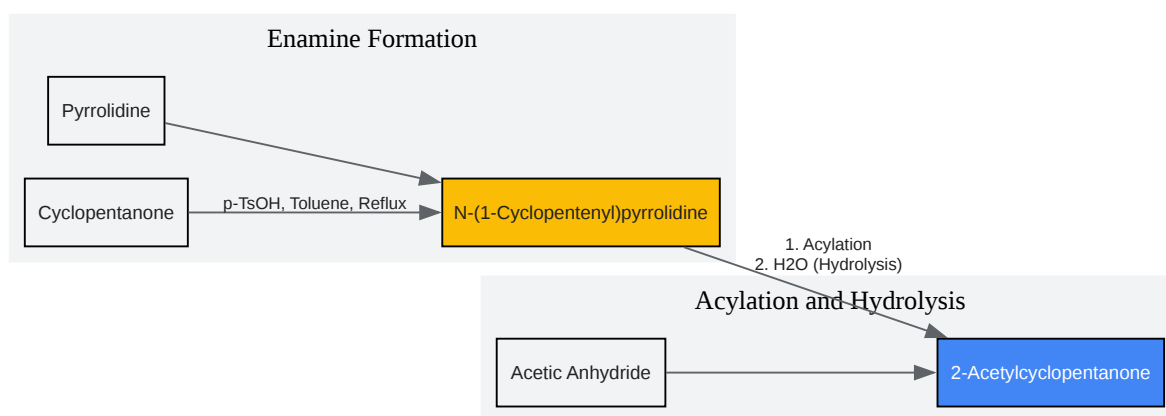 Enamine Formation
Pyrrolidine
Cyclopentanone
p-TsOH, Toluene, Reflux
N-(1-Cyclopentenyl)pyrrolidine
1. Acylation
2. H2O (Hydrolysis)
Acylation and Hydrolysis
Acetic Anhydride
2-Acetylcyclopentanone